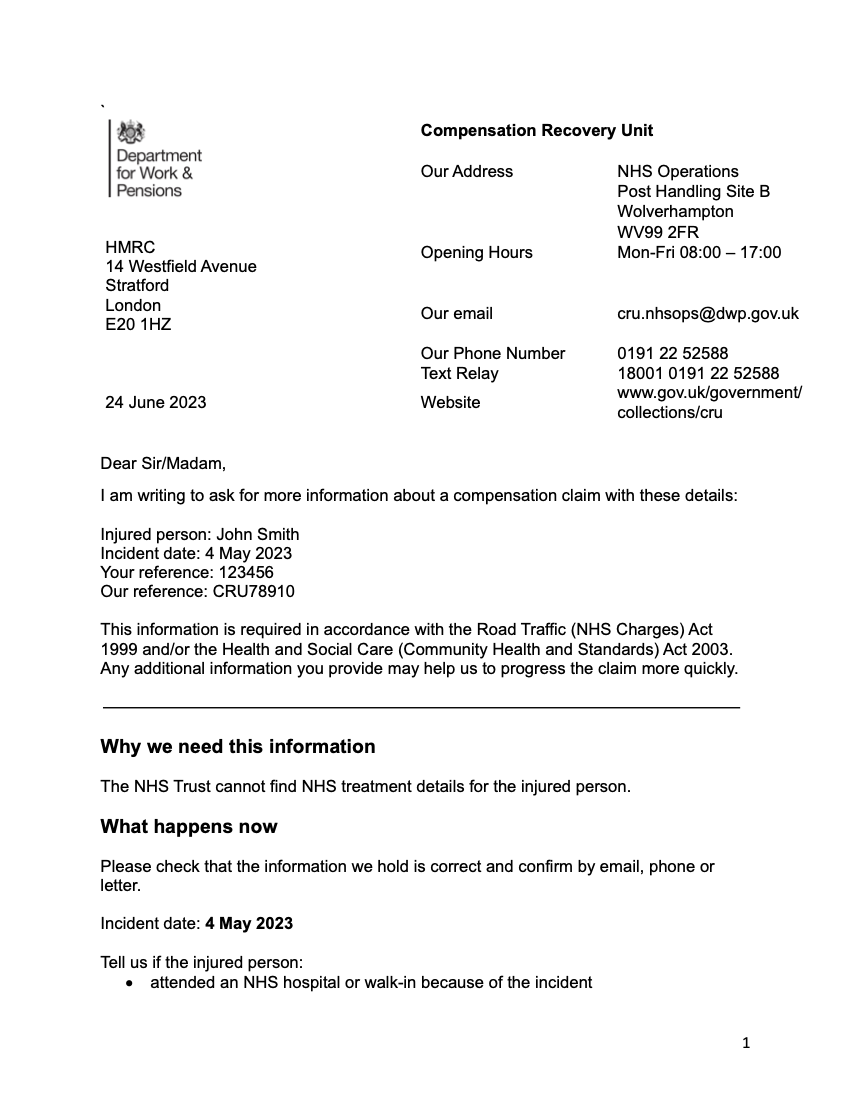 `
Department
for Work &
Pensions
HMRC
14 Westfield Avenue
Stratford
London
E20 1HZ
24 June 2023
Compensation Recovery Unit
Our Address NHS Operations
Post Handling Site B
Wolverhampton
WV99 2FR
Opening Hours Mon-Fri 08:00 – 17:00
Our email cru.nhsops@dwp.gov.uk
Our Phone Number 0191 22 52588
Text Relay 18001 0191 22 52588
Website www.gov.uk/government/
collections/cru
Dear Sir/Madam,
I am writing to ask for more information about a compensation claim with these details:
Injured person: John Smith
Incident date: 4 May 2023
Your reference: 123456
Our reference: CRU78910
This information is required in accordance with the Road Traffic (NHS Charges) Act
1999 and/or the Health and Social Care (Community Health and Standards) Act 2003.
Any additional information you provide may help us to progress the claim more quickly.
Why we need this information
The NHS Trust cannot find NHS treatment details for the injured person.
What happens now
Please check that the information we hold is correct and confirm by email, phone or
letter.
Incident date: 4 May 2023
Tell us if the injured person:
• attended an NHS hospital or walk-in because of the incident
1